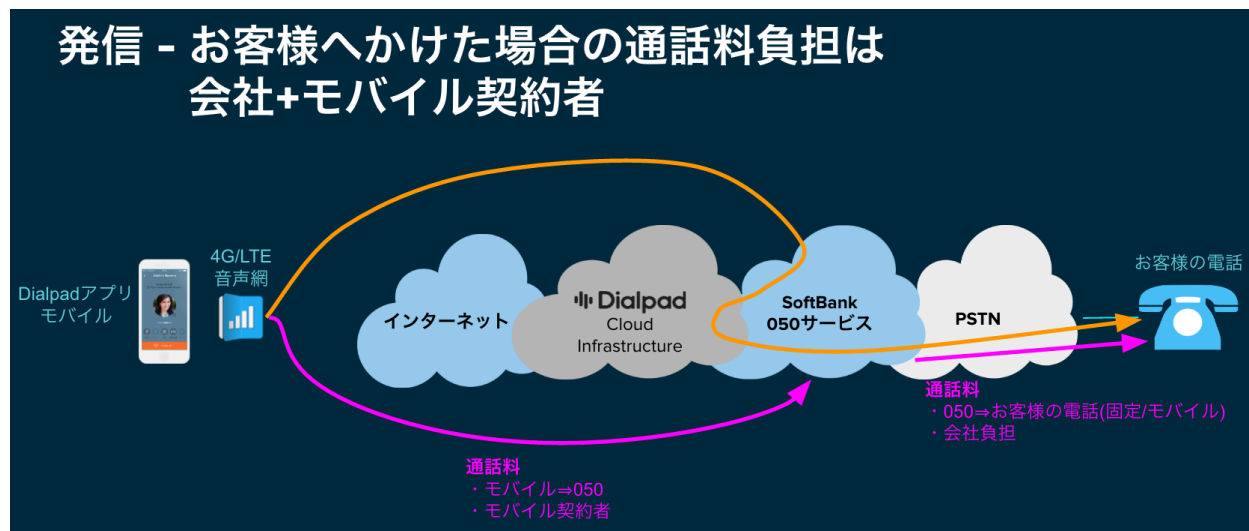 発信 - お客様へかけた場合の通話料負担は
会社+モバイル契約者
4G/LTE
音声網
Dialpadアプリ
モバイル
インターネット
Dialpad
Cloud
Infrastructure
SoftBank
050サービス
PSTN
お客様の電話
通話料
・050⇒お客様の電話(固定/モバイル)
・会社負担
通話料
・モバイル⇒050
・モバイル契約者